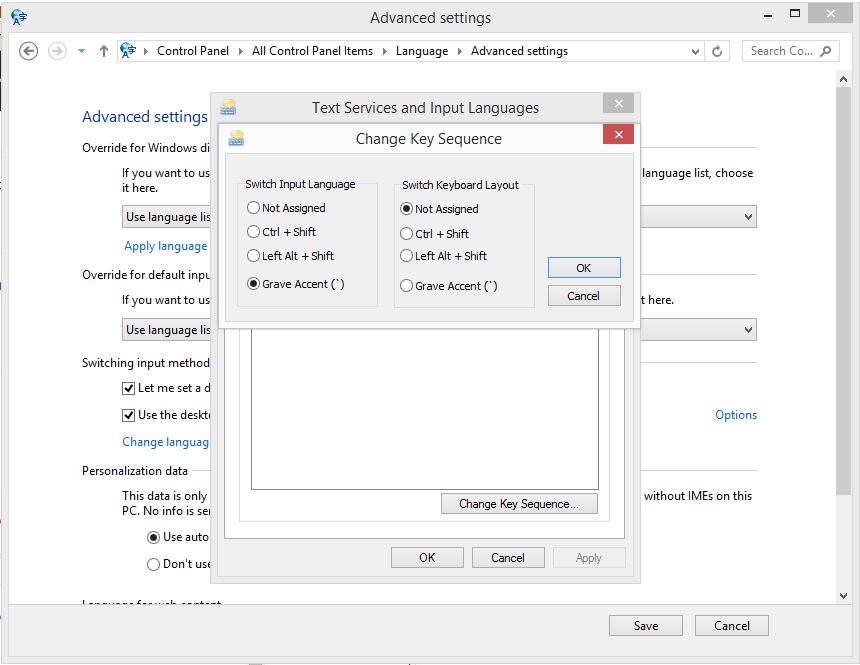 Advanced settings
Control Panel
All Control Panel Items
Language
Advanced settings
Search Co...
Advanced settings
Override for Windows di
If you want to us
language list, choose
it here.
Use language lis
Apply language
Override for default inpu
If you want to us
t here.
Use language lis
Switching input method
Let me set a d
Use the deskt
Options
Change languag
Personalization data
This data is only
without IMEs on this
PC. No info is se
Use auto
Don't use
Language for web content
Save
Cancel
Text Services and Input Languages
Change Key Sequence
Switch Input Language
Not Assigned
Ctrl + Shift
Left Alt + Shift
Grave Accent (`)
Switch Keyboard Layout
Not Assigned
Ctrl + Shift
Left Alt + Shift
Grave Accent (`)
OK
Cancel
Change Key Sequence...
OK
Cancel
Apply